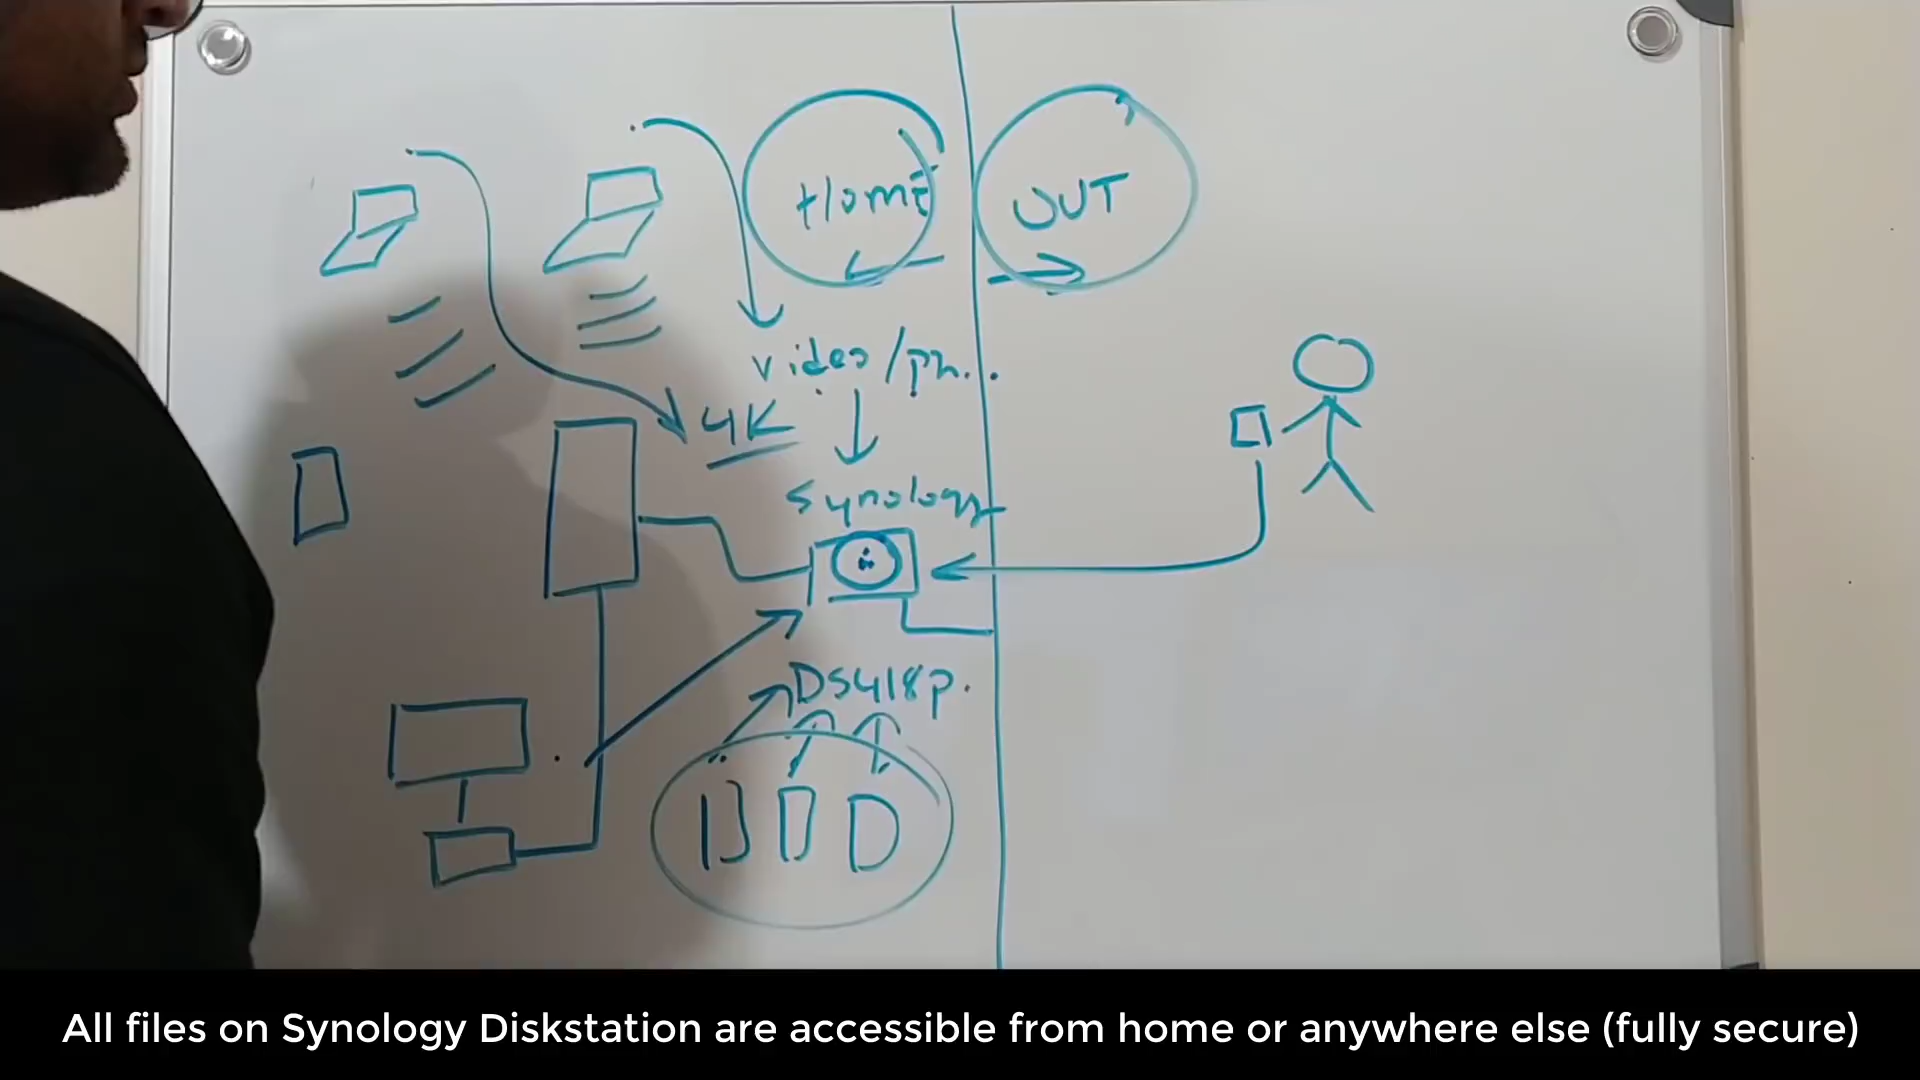 Home
OUT
video/ph...
4K
Synology
DS418p.
All files on Synology Diskstation are accessible from home or anywhere else (fully secure)